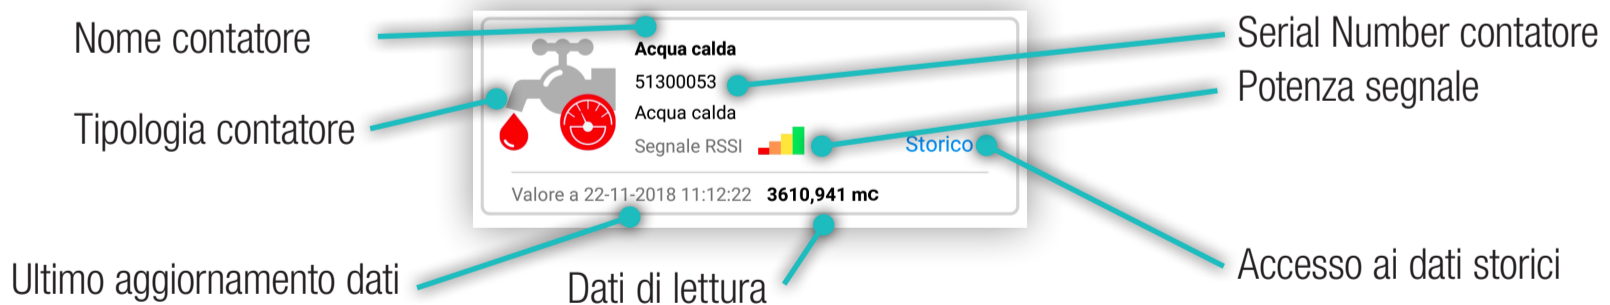 Nome contatore
Tipologia contatore
Ultimo aggiornamento dati
Acqua calda
51300053
Acqua calda
Segnale RSSI
Storico
Valore a 22-11-2018 11:12:22 3610,941 mc
Dati di lettura
Serial Number contatore
Potenza segnale
Accesso ai dati storici